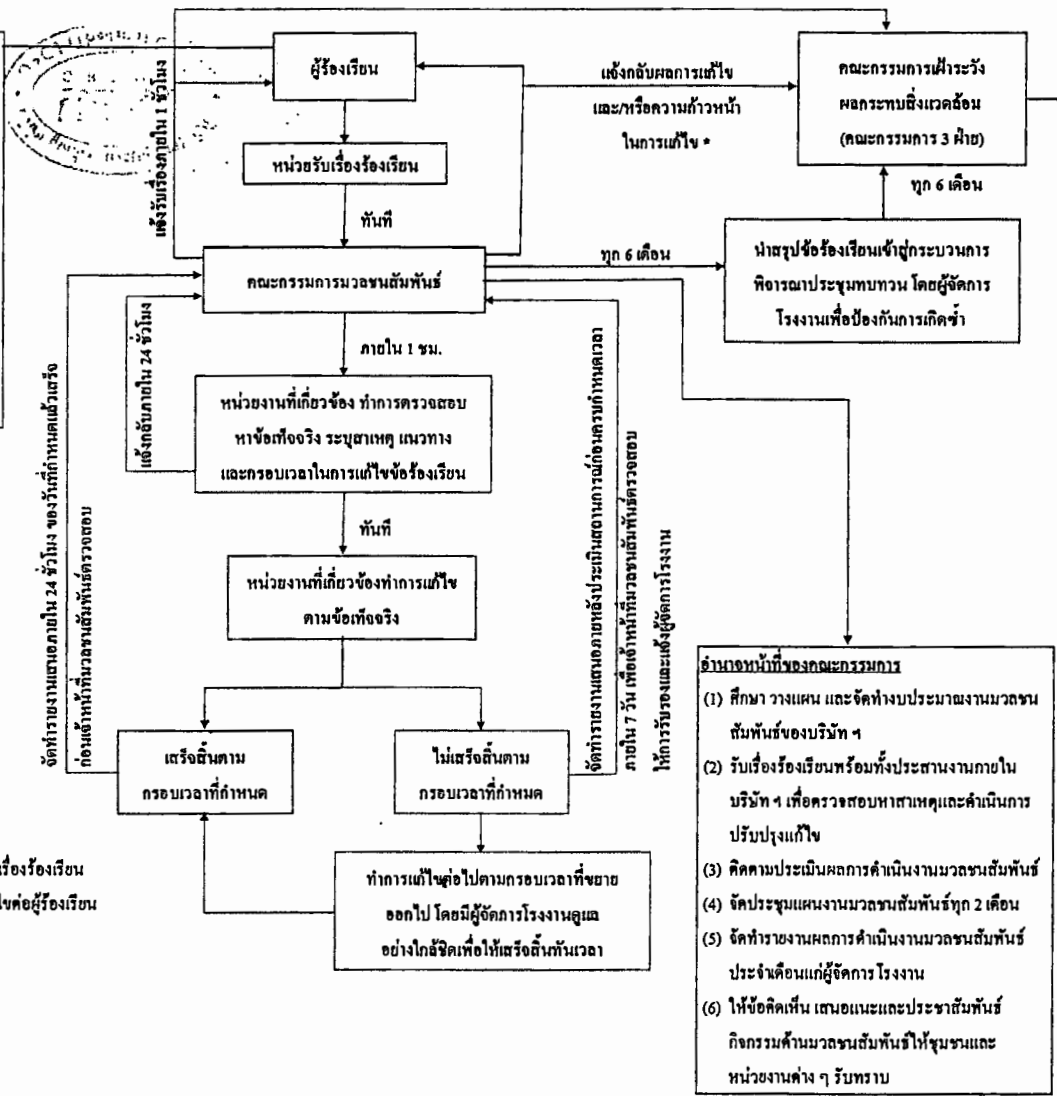 ผู้ร้องเรียน
แจ้งกลับผลการแก้ไข
และ/หรือความก้าวหน้า
ในการแก้ไข *
คณะกรรมการเฝ้าระวัง
ผลกระทบสิ่งแวดล้อม
(คณะกรรมการ 3 ฝ่าย)
แจ้งรับเรื่องภายใน 1 ชั่วโมง
หน่วยรับเรื่องร้องเรียน
ทันที
ทุก 6 เดือน
คณะกรรมการมวลชนสัมพันธ์
ทุก 6 เดือน
นำสรุปข้อร้องเรียนเข้าสู่กระบวนการ
พิจารณาประชุมทบทวน โดยผู้จัดการ
โรงงานเพื่อป้องกันการเกิดซ้ำ
ภายใน 1 ชม.
แจ้งกลับภายใน 24 ชั่วโมง
หน่วยงานที่เกี่ยวข้อง ทำการตรวจสอบ
หาข้อเท็จจริง ระบุสาเหตุ แนวทาง
และกรอบเวลาในการแก้ไขข้อร้องเรียน
ทันที
หน่วยงานที่เกี่ยวข้องทำการแก้ไข
ตามข้อเท็จจริง
จัดทำรายงานเสนอภายใน 24 ชั่วโมง ของวันที่กำหนดแล้วเสร็จ
ก่อนเจ้าหน้าที่มวลชนสัมพันธ์ตรวจสอบ
จัดทำรายงานเสนอภายหลังประเมินสถานการณ์ก่อนครบกำหนดเวลา
ภายใน 7 วัน เพื่อเจ้าหน้าที่มวลชนสัมพันธ์ตรวจสอบ
ให้การรับรองและแจ้งผู้จัดการโรงงาน
เสร็จสิ้นตาม
กรอบเวลาที่กำหนด
ไม่เสร็จสิ้นตาม
กรอบเวลาที่กำหนด
ทำการแก้ไขต่อไปตามกรอบเวลาที่ขยาย
ออกไป โดยมีผู้จัดการโรงงานดูแล
อย่างใกล้ชิดเพื่อให้เสร็จสิ้นทันเวลา
เรื่องร้องเรียน
ไขต่อผู้ร้องเรียน
อำนาจหน้าที่ของคณะกรรมการ
(1) ศึกษา วางแผน และจัดทำงบประมาณงานมวลชน
สัมพันธ์ของบริษัท ฯ
(2) รับเรื่องร้องเรียนพร้อมทั้งประสานงานภายใน
บริษัท ฯ เพื่อตรวจสอบหาสาเหตุและดำเนินการ
ปรับปรุงแก้ไข
(3) ติดตามประเมินผลการดำเนินงานมวลชนสัมพันธ์
(4) จัดประชุมแผนงานมวลชนสัมพันธ์ทุก 2 เดือน
(5) จัดทำรายงานผลการดำเนินงานมวลชนสัมพันธ์
ประจำเดือนแก่ผู้จัดการโรงงาน
(6) ให้ข้อคิดเห็น เสนอแนะและประชาสัมพันธ์
กิจกรรมด้านมวลชนสัมพันธ์ให้ชุมชนและ
หน่วยงานต่าง ๆ รับทราบ